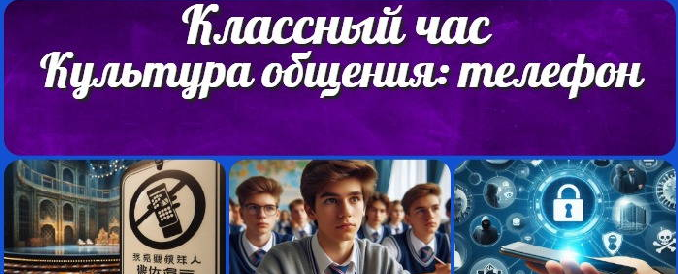 Классный час
Культура общения: телефон